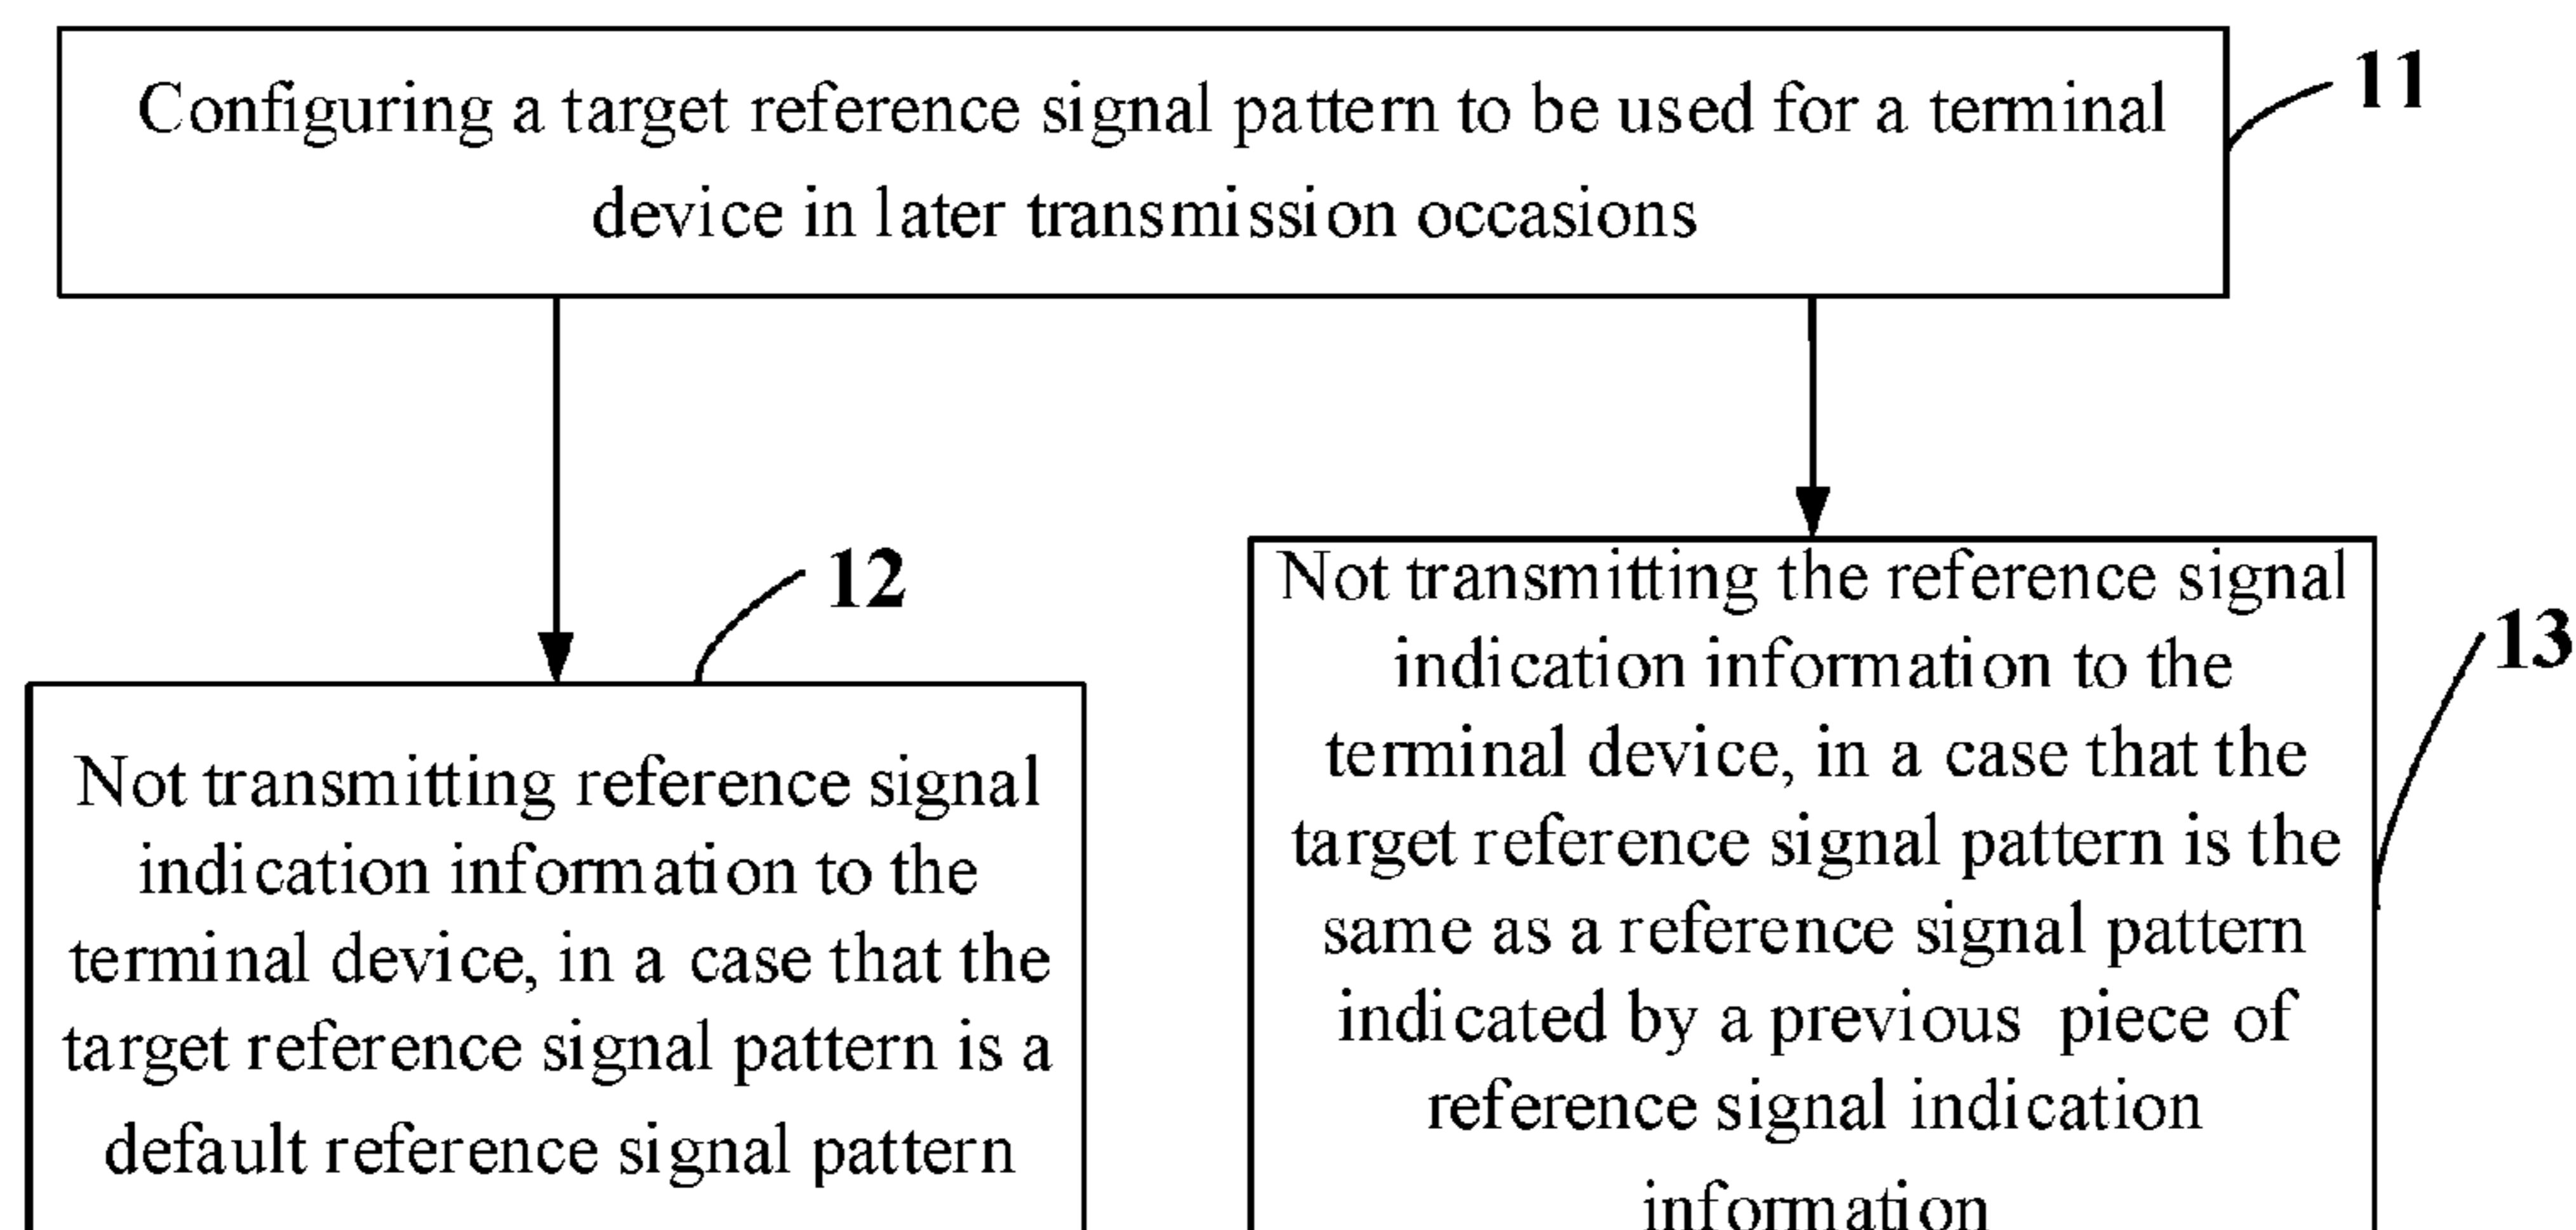 Configuring a target reference signal pattern to be used for a terminal
device in later transmission occasions
11
12
Not transmitting reference signal
indication information to the
terminal device, in a case that the
target reference signal pattern is a
default reference signal pattern
13
Not transmitting the reference signal
indication information to the
terminal device, in a case that the
target reference signal pattern is the
same as a reference signal pattern
indicated by a previous piece of
reference signal indication
information